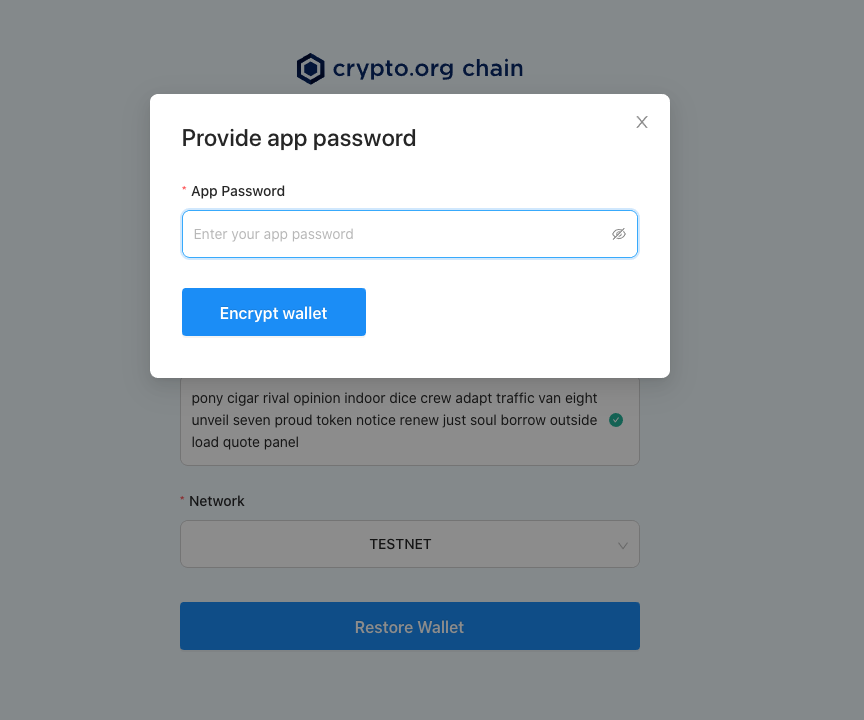 crypto.org chain
Provide app password
* App Password
Enter your app password
Encrypt wallet
pony cigar rival opinion indoor dice crew adapt traffic van eight
unveil seven proud token notice renew just soul borrow outside
load quote panel
* Network
TESTNET
Restore Wallet